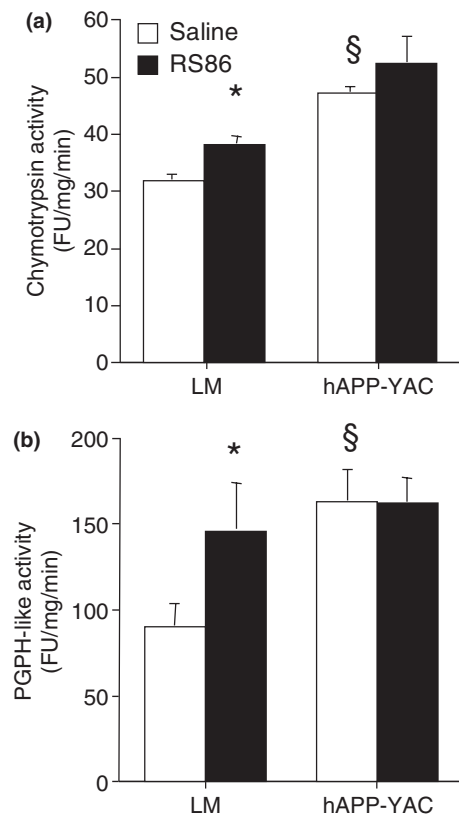 (a)
Saline
RS86
Chymotrypsin activity
(FU/mg/min)
60
50
40
30
20
10
0
*
§
LM
hAPP-YAC
(b)
PGPH-like activity
(FU/mg/min)
200
150
100
50
0
*
§
LM
hAPP-YAC